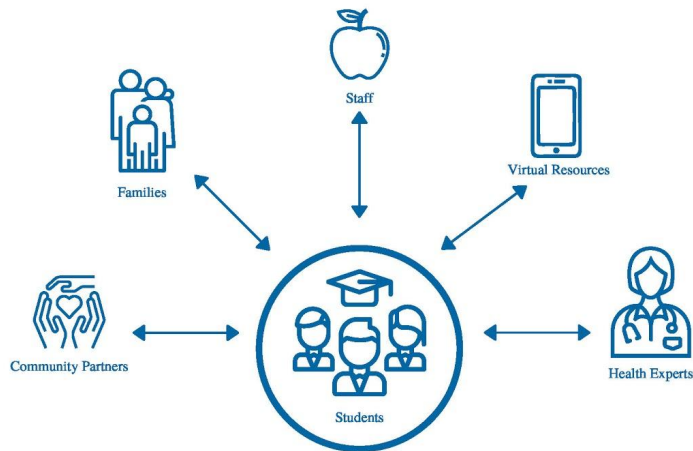 Staff
Families
Virtual Resources
Community Partners
Health Experts
Students